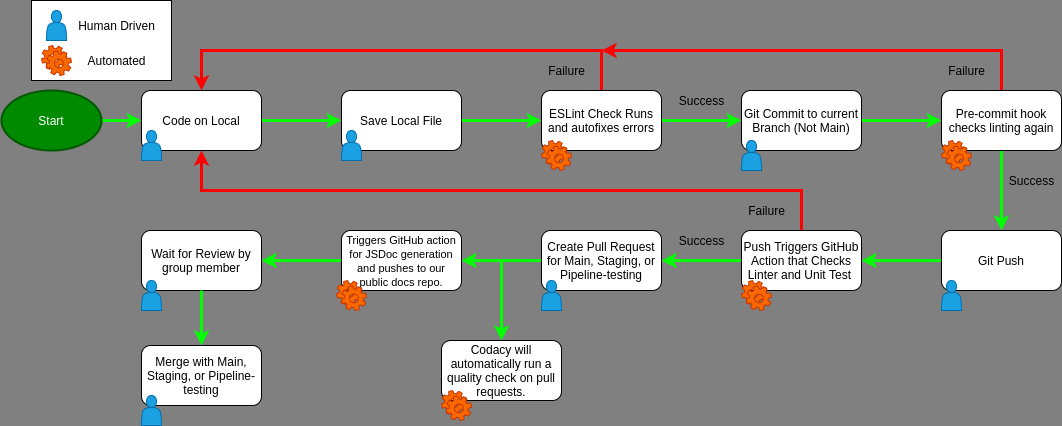 Human Driven
Automated
Failure
Failure
Success
Start
Code on Local
Save Local File
ESLint Check Runs
and autofixes errors
Git Commit to current
Branch (Not Main)
Pre-commit hook
checks linting again
Success
Failure
Success
Wait for Review by
group member
Triggers GitHub action
for JSDoc generation
and pushes to our
public docs repo.
Create Pull Request
for Main, Staging, or
Pipeline-testing
Push Triggers GitHub
Action that Checks
Linter and Unit Test
Git Push
Merge with Main,
Staging, or Pipeline-
testing
Codacy will
automatically run a
quality check on pull
requests.